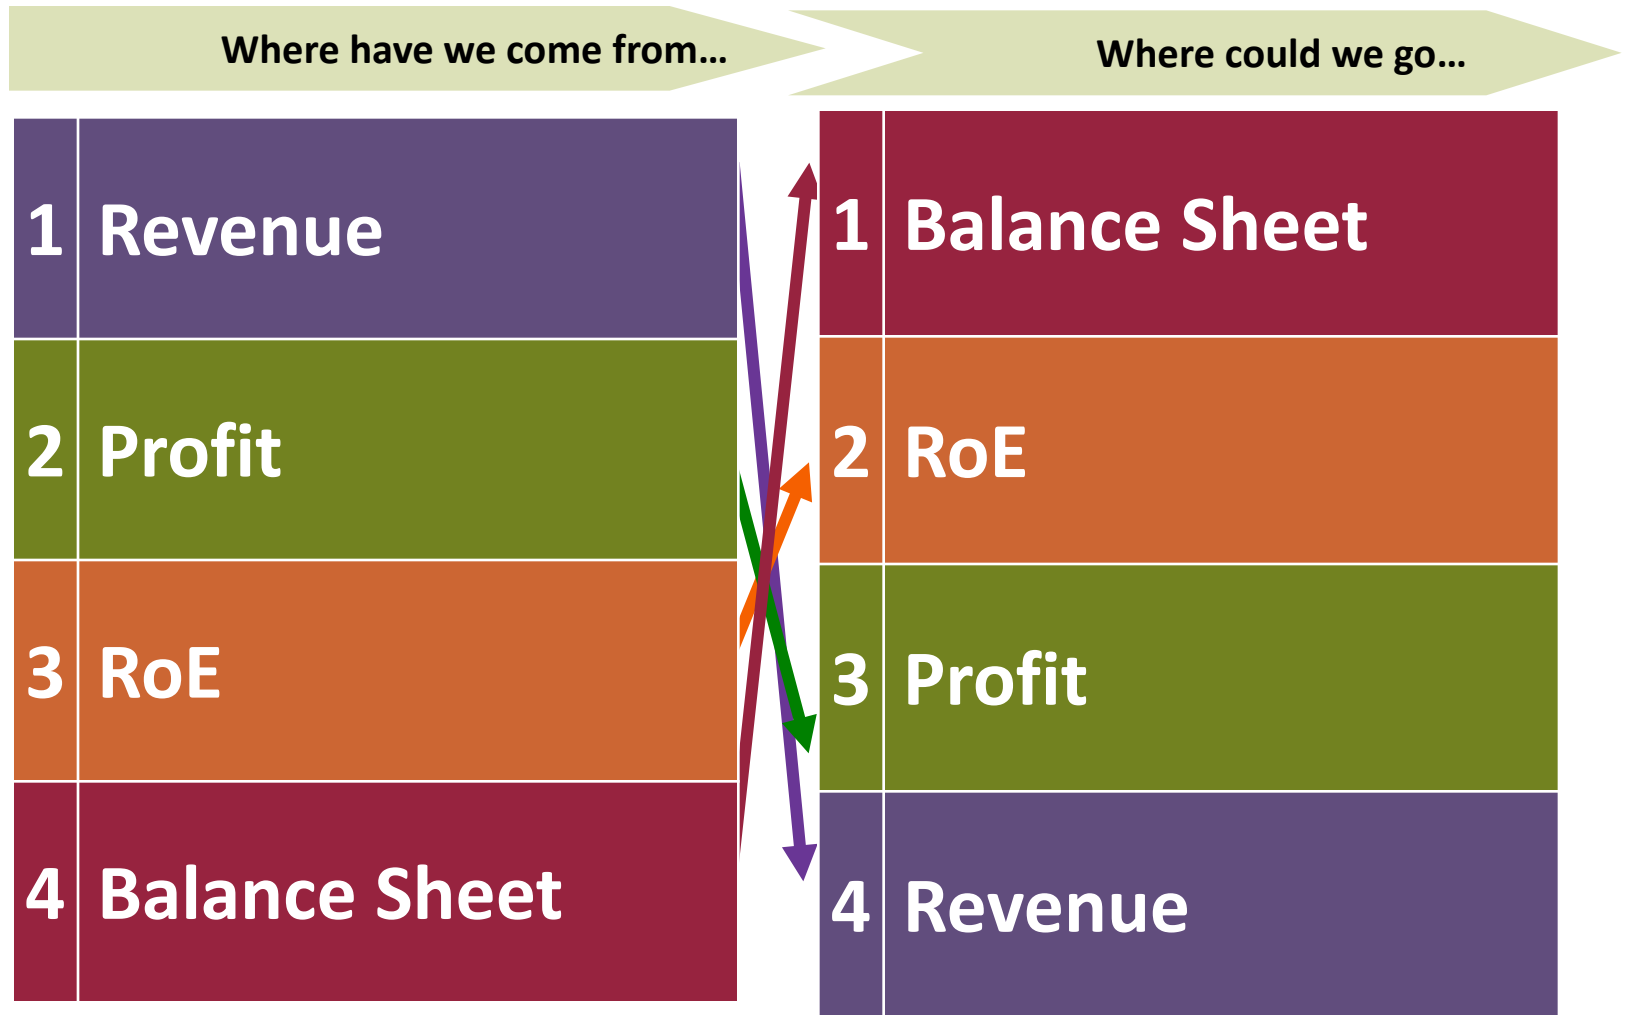 Where have we come from…
1 Revenue
2 Profit
3 RoE
4 Balance Sheet
Where could we go…
1 Balance Sheet
2 RoE
3 Profit
4 Revenue